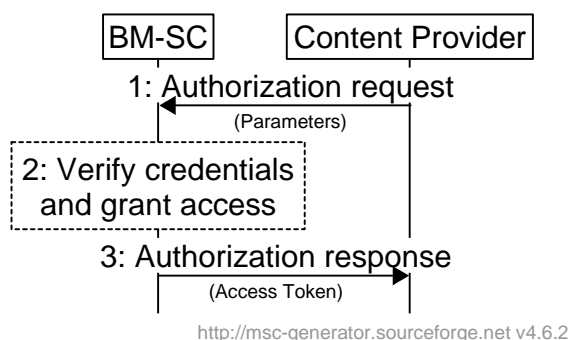 BM-SC
Content Provider
1: Authorization request
(Parameters)
2: Verify credentials
and grant access
3: Authorization response
(Access Token)
http://msc-generator.sourceforge.net v4.6.2